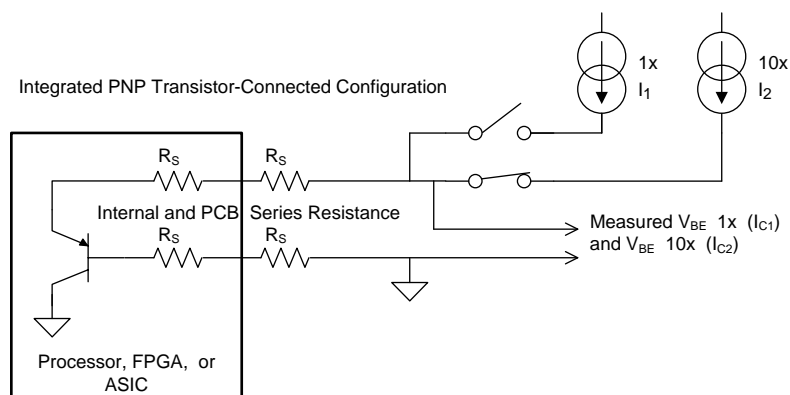 Integrated PNP Transistor-Connected Configuration
1x
I1
10x
I2
RS
RS
Internal and PCB Series Resistance
RS
RS
Measured VBE 1x (IC1)
and VBE 10x (IC2)
Processor, FPGA, or
ASIC